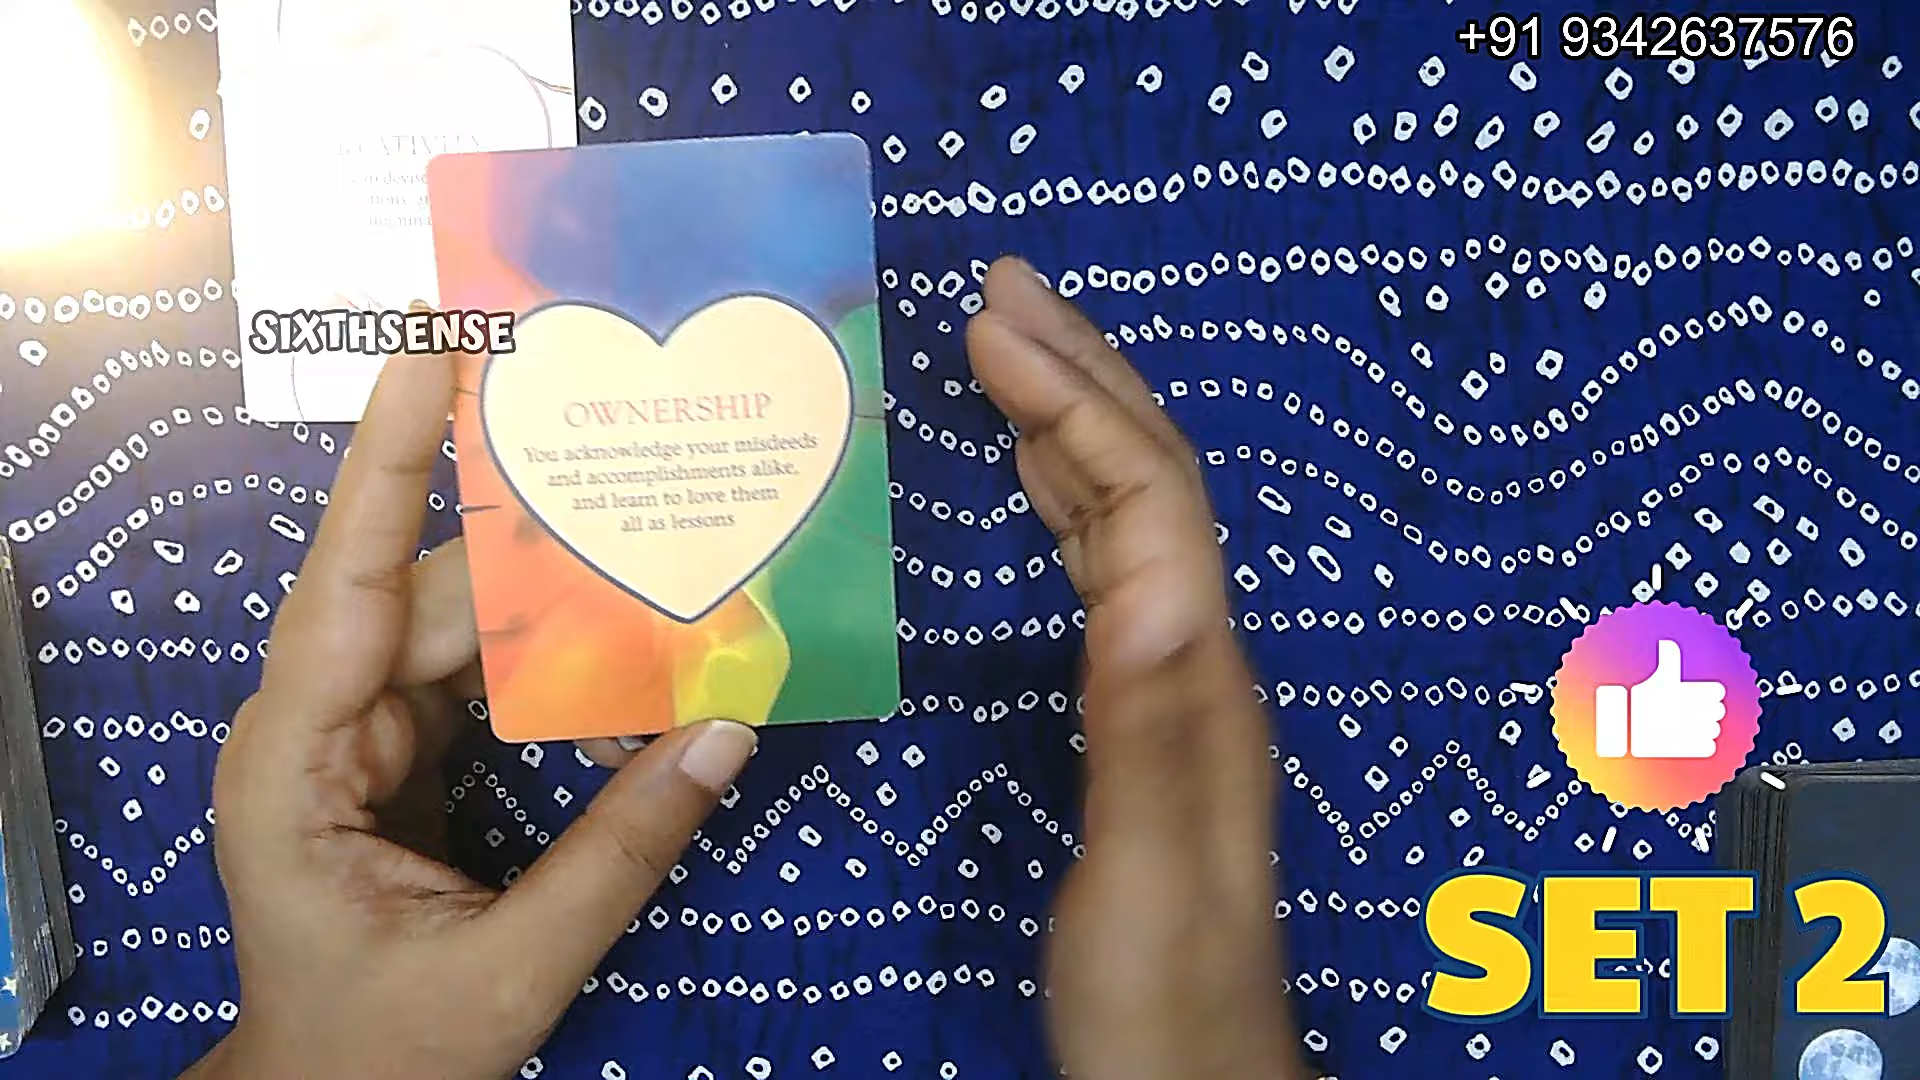 +91 9342637576
SIXTHSENSE
OWNERSHIP
You acknowledge your misdeeds
and accomplishments alike,
and learn to love them
all as lessons
SET 2